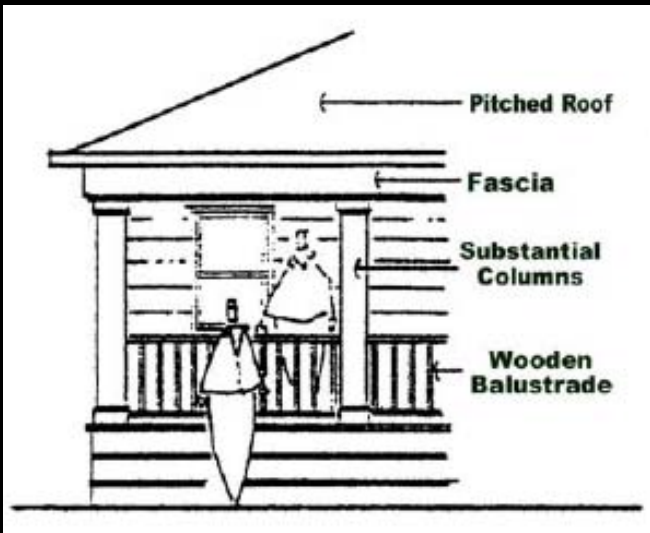 Pitched Roof
Fascia
Substantial
Columns
Wooden
Balustrade